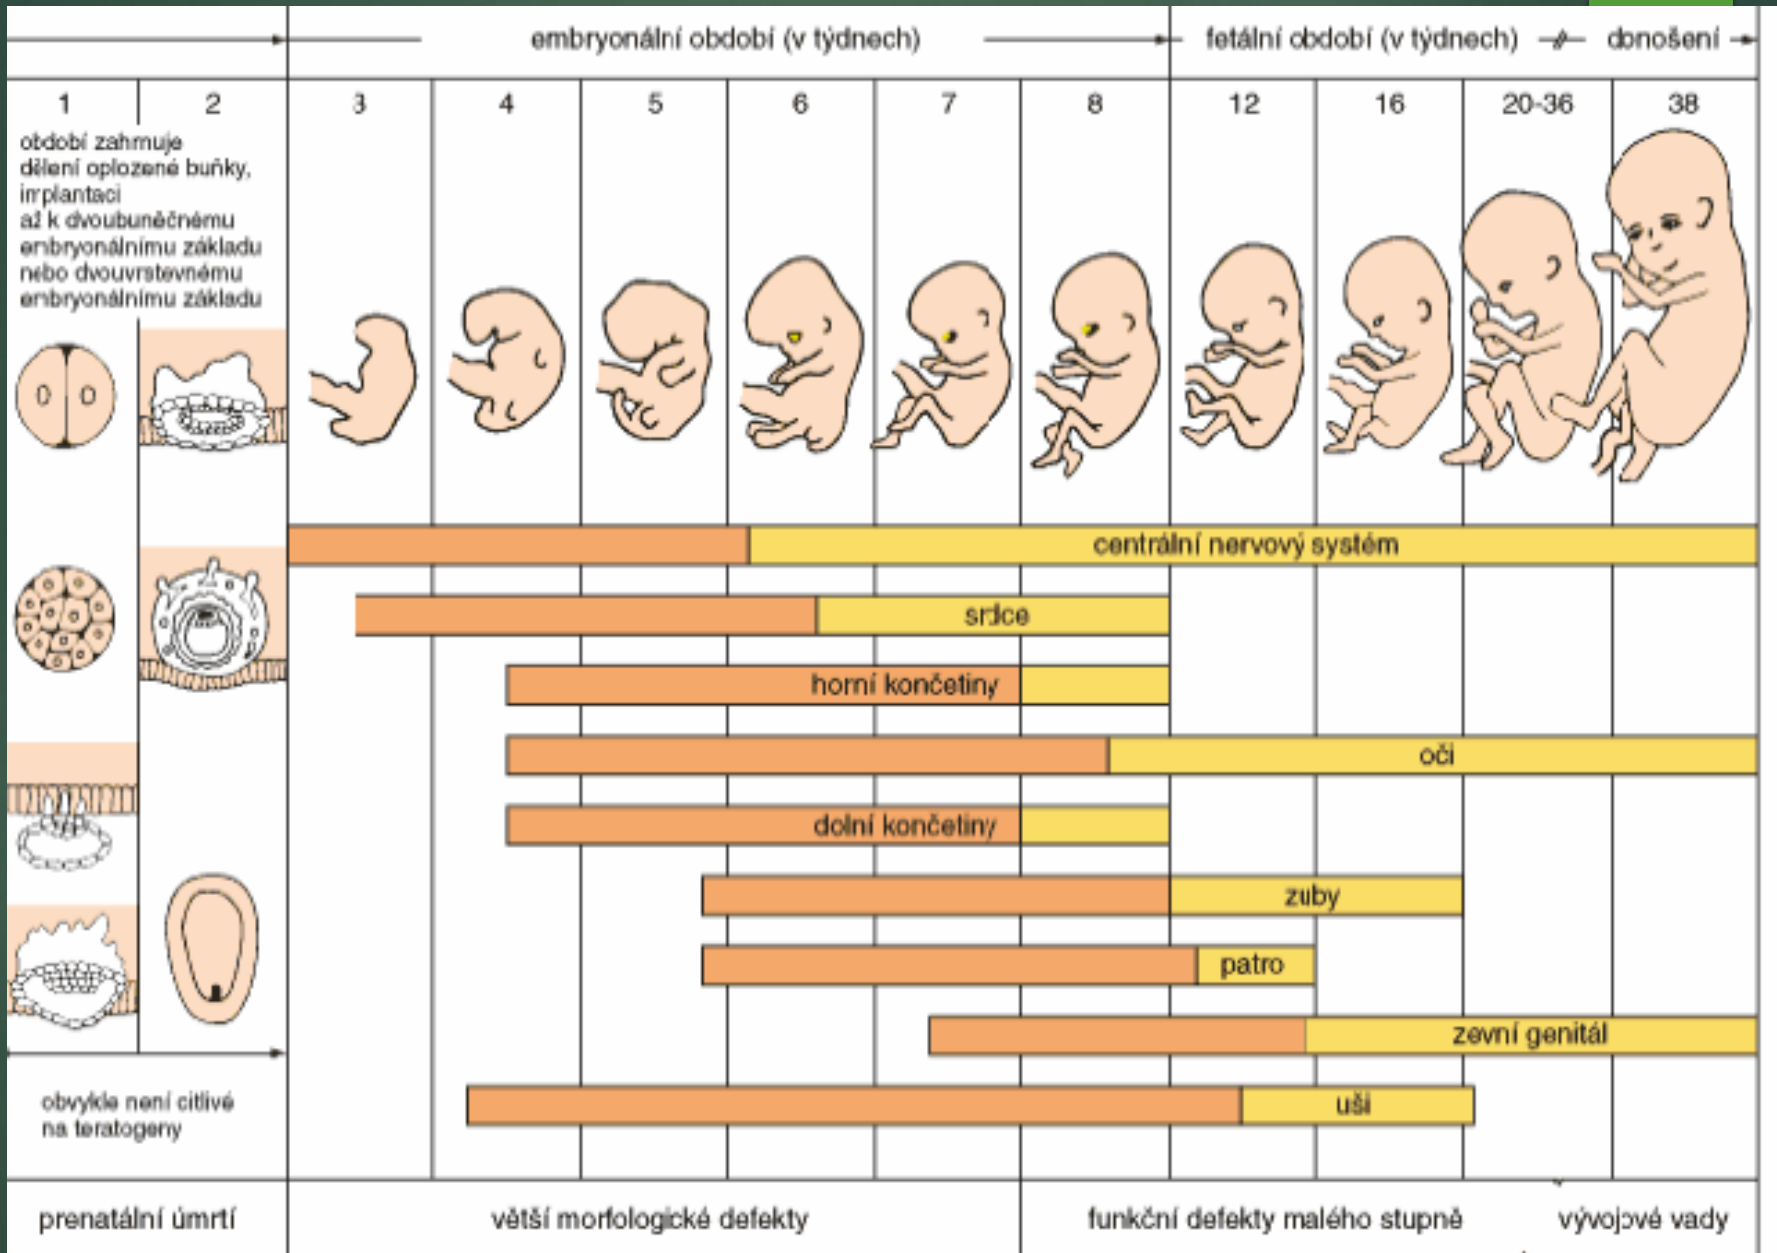 embryonální období (v týdnech)
fetální období (v týdnech)
donošení
1
2
3
4
5
6
7
8
12
16
20-36
38
období zahrnuje
dělení oplozené buňky,
implantaci
až k dvoubuněčnému
embryonálnímu základu
nebo dvouvrstevnému
embryonálnímu základu
centrální nervový systém
srdce
horní končetiny
oči
dolní končetiny
zuby
patro
zevní genitál
uši
obvykle není citlivé
na teratogeny
prenatální úmrtí
větší morfologické defekty
funkční defekty malého stupně
vývojové vady